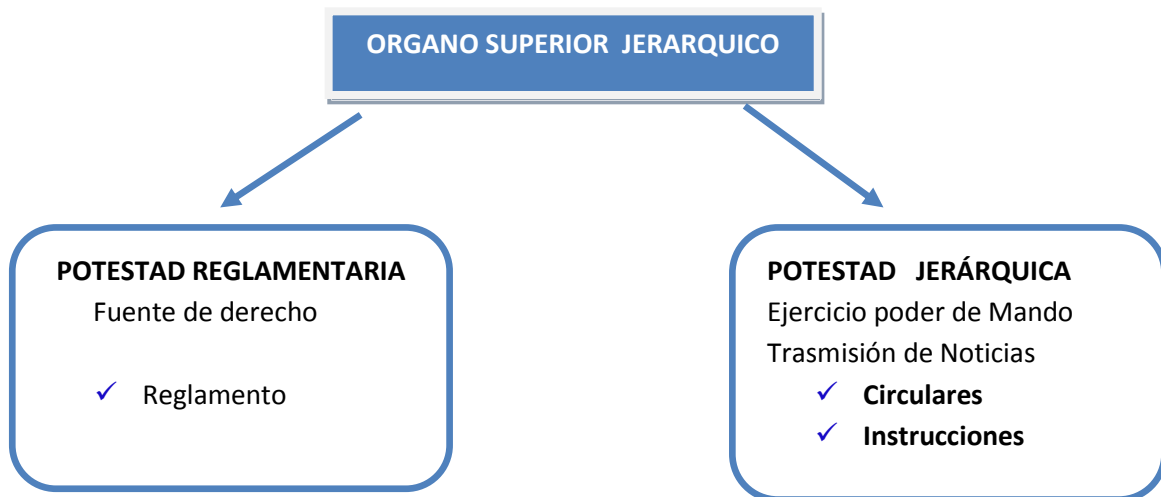 ORGANO SUPERIOR JERARQUICO
POTESTAD REGLAMENTARIA
Fuente de derecho
✓ Reglamento
POTESTAD JERÁRQUICA
Ejercicio poder de Mando
Trasmisión de Noticias
✓ Circulares
✓ Instrucciones